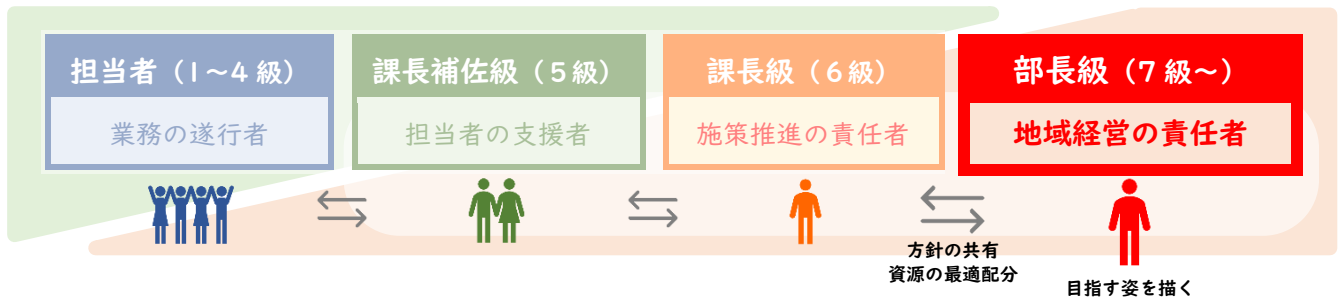 担当者（1～4級）
業務の遂行者
課長補佐級（5級）
担当者の支援者
課長級（6級）
施策推進の責任者
部長級（7級～）
地域経営の責任者
方針の共有
資源の最適配分
目指す姿を描く